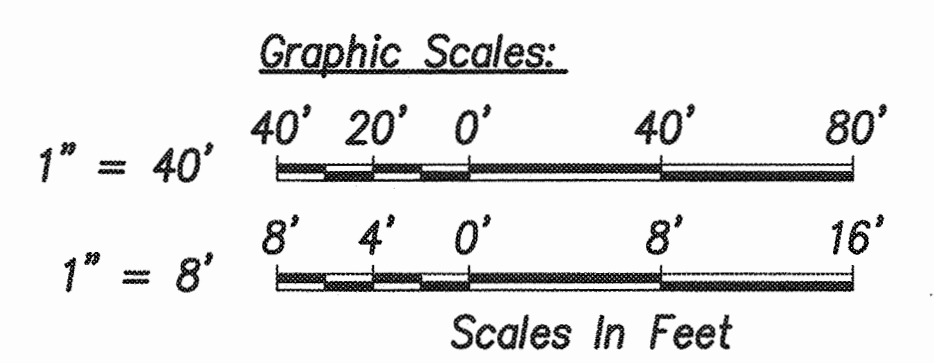 Graphic Scales:
40' 20' 0' 40' 80'
1" = 40'
8' 4' 0' 8' 16'
1" = 8'
Scales In Feet